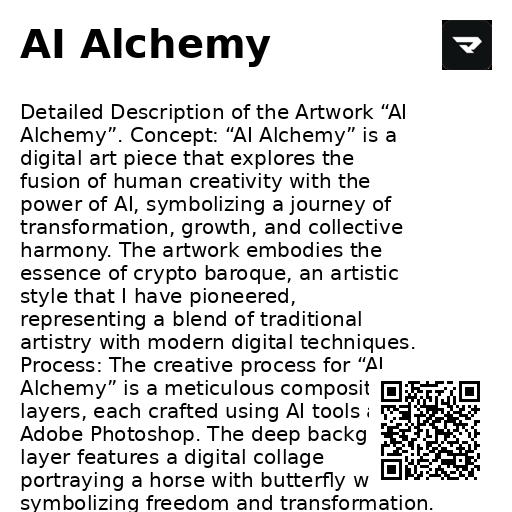 AI Alchemy
Detailed Description of the Artwork “AI
Alchemy”. Concept: “AI Alchemy” is a
digital art piece that explores the
fusion of human creativity with the
power of AI, symbolizing a journey of
transformation, growth, and collective
harmony. The artwork embodies the
essence of crypto baroque, an artistic
style that I have pioneered,
representing a blend of traditional
artistry with modern digital techniques.
Process: The creative process for “AI
Alchemy” is a meticulous composit
layers, each crafted using AI tools
Adobe Photoshop. The deep backg
layer features a digital collage
portraying a horse with butterfly w
symbolizing freedom and transformation.